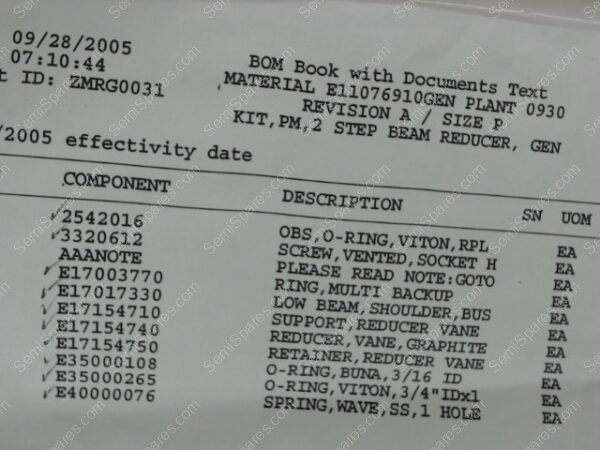 09/28/2005
07:10:44
t ID: ZMRG0031
BOM Book with Documents Text
MATERIAL E11076910GEN PLANT 0930
REVISION A / SIZE P
KIT,PM,2 STEP BEAM REDUCER, GEN
/2005 effectivity date
COMPONENT DESCRIPTION SN UOM
2542016 OBS,O-RING,VITON,RPL EA
3320612 SCREW,VENTED,SOCKET H EA
AAANOTE PLEASE READ NOTE:GOTO EA
E17003770 RING,MULTI BACKUP EA
E17017330 LOW BEAM,SHOULDER,BUS EA
E17154710 SUPPORT,REDUCER VANE EA
E17154740 REDUCER,VANE,GRAPHITE EA
E17154750 RETAINER,REDUCER VANE EA
E35000108 O-RING,BUNA,3/16 ID EA
E35000265 O-RING,VITON,3/4"IDx1 EA
E40000076 SPRING,WAVE,SS,1 HOLE EA
SemiSpares.com